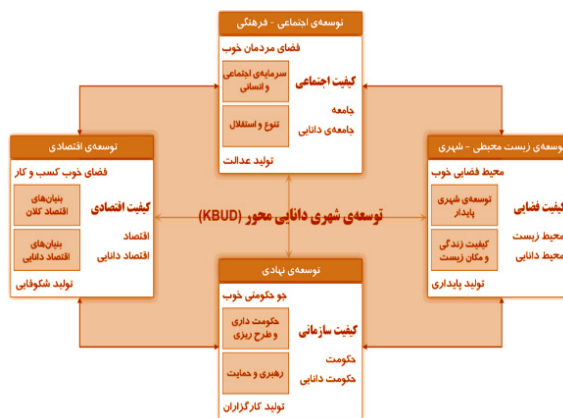 توسعه‌ی اجتماعی - فرهنگی
فضای مردمان خوب
کیفیت اجتماعی
سرمایه‌ی اجتماعی
و انسانی
جامعه
جامعه‌ی دانایی
تنوع و استقلال
تولید عدالت
توسعه‌ی زیست محیطی - شهری
محیط فضایی خوب
کیفیت فضایی
توسعه‌ی شهری
پایدار
محیط زیست
محیط دانایی
کیفیت زندگی
و مکان زیست
تولید پایداری
توسعه‌ی شهری دانایی محور (KBUD)
توسعه‌ی اقتصادی
فضای خوب کسب و کار
کیفیت اقتصادی
بنیان‌های
اقتصاد کلان
اقتصاد
اقتصاد دانایی
بنیان‌های
اقتصاد دانایی
تولید شکوفایی
توسعه‌ی نهادی
جو حکومتی خوب
کیفیت سازمانی
حکومت داری
و طرح ریزی
حکومت
حکومت دانایی
رهبری و حمایت
تولید کارگزاران